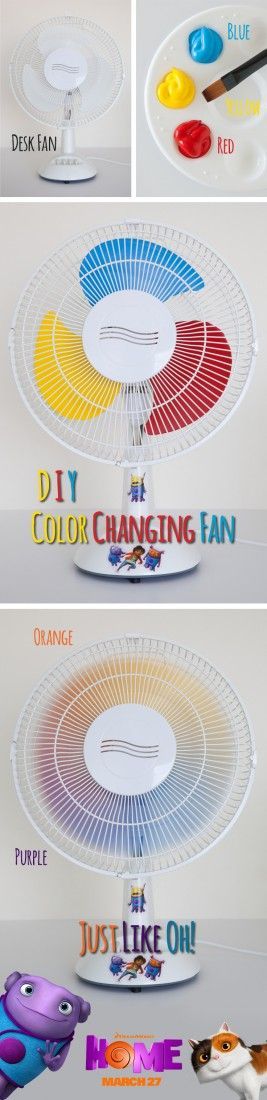 Desk Fan
Blue
Yellow
Red
DIY
Color Changing Fan
Orange
Purple
Just Like Oh!
DreamWorks
HOME
MARCH 27